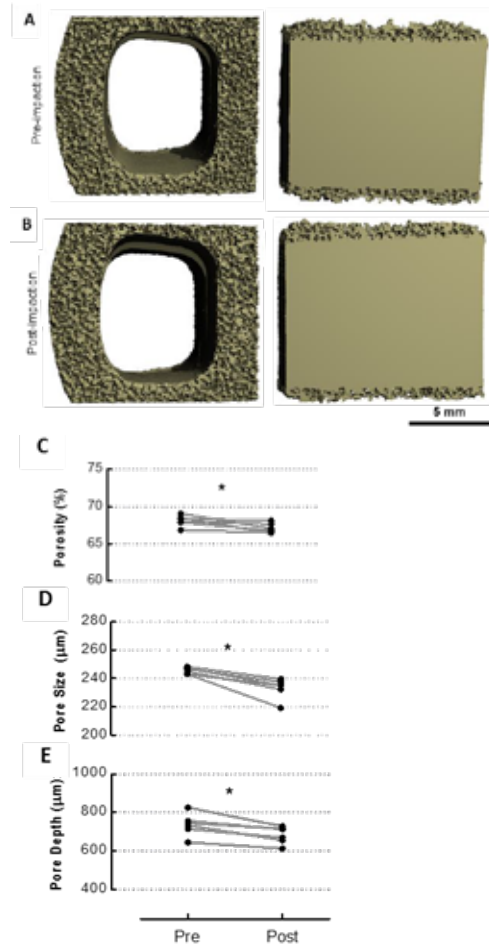 A
Pre-impaction
B
Post-impaction
5 mm
C
Porosity (%)
75
70
65
60
*
D
Pore Size (μm)
280
260
240
220
200
*
E
Pore Depth (μm)
1000
800
600
400
*
Pre Post